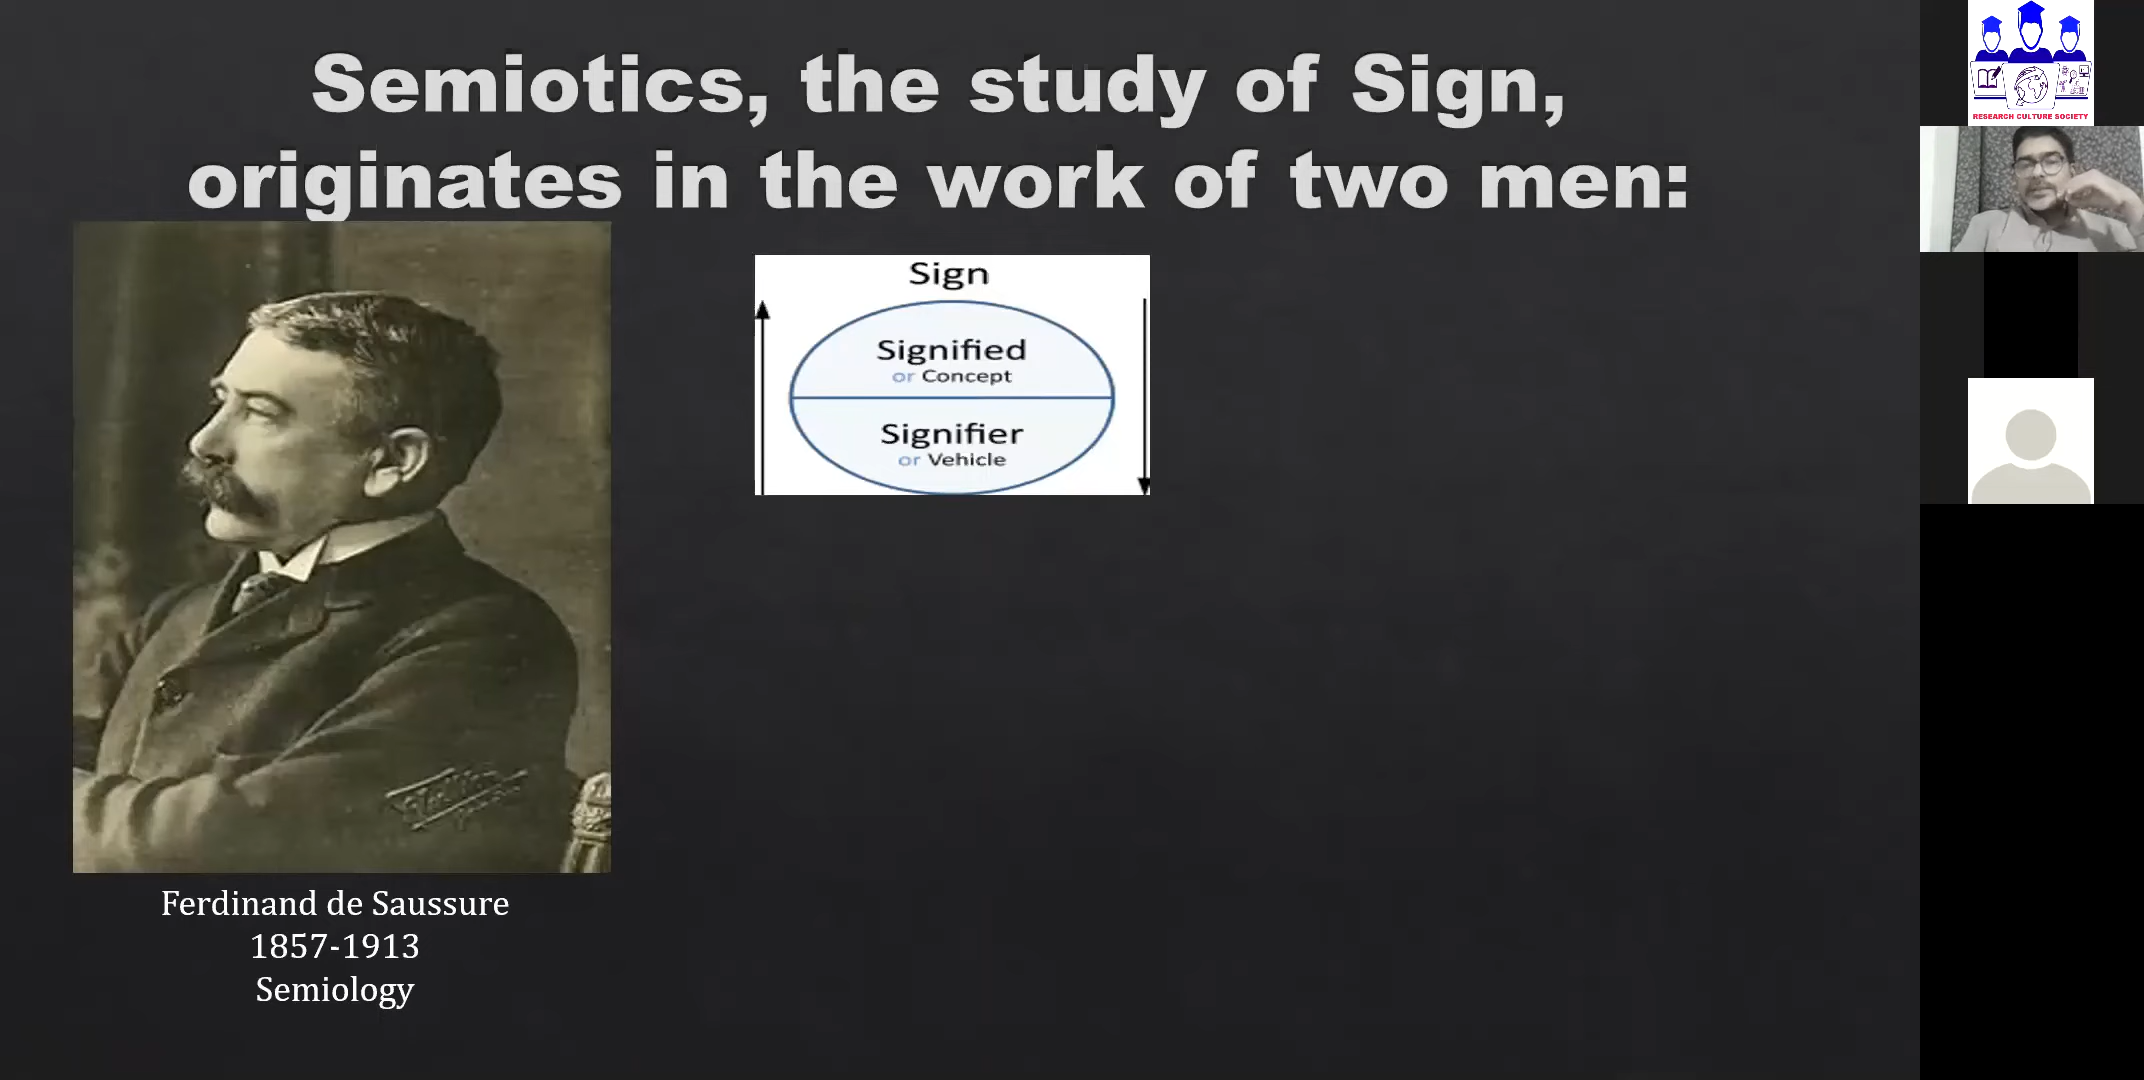 Semiotics, the study of Sign,
originates in the work of two men:
Sign
Signified
or Concept
Signifier
or Vehicle
Ferdinand de Saussure
1857-1913
Semiology
RESEARCH CULTURE SOCIETY